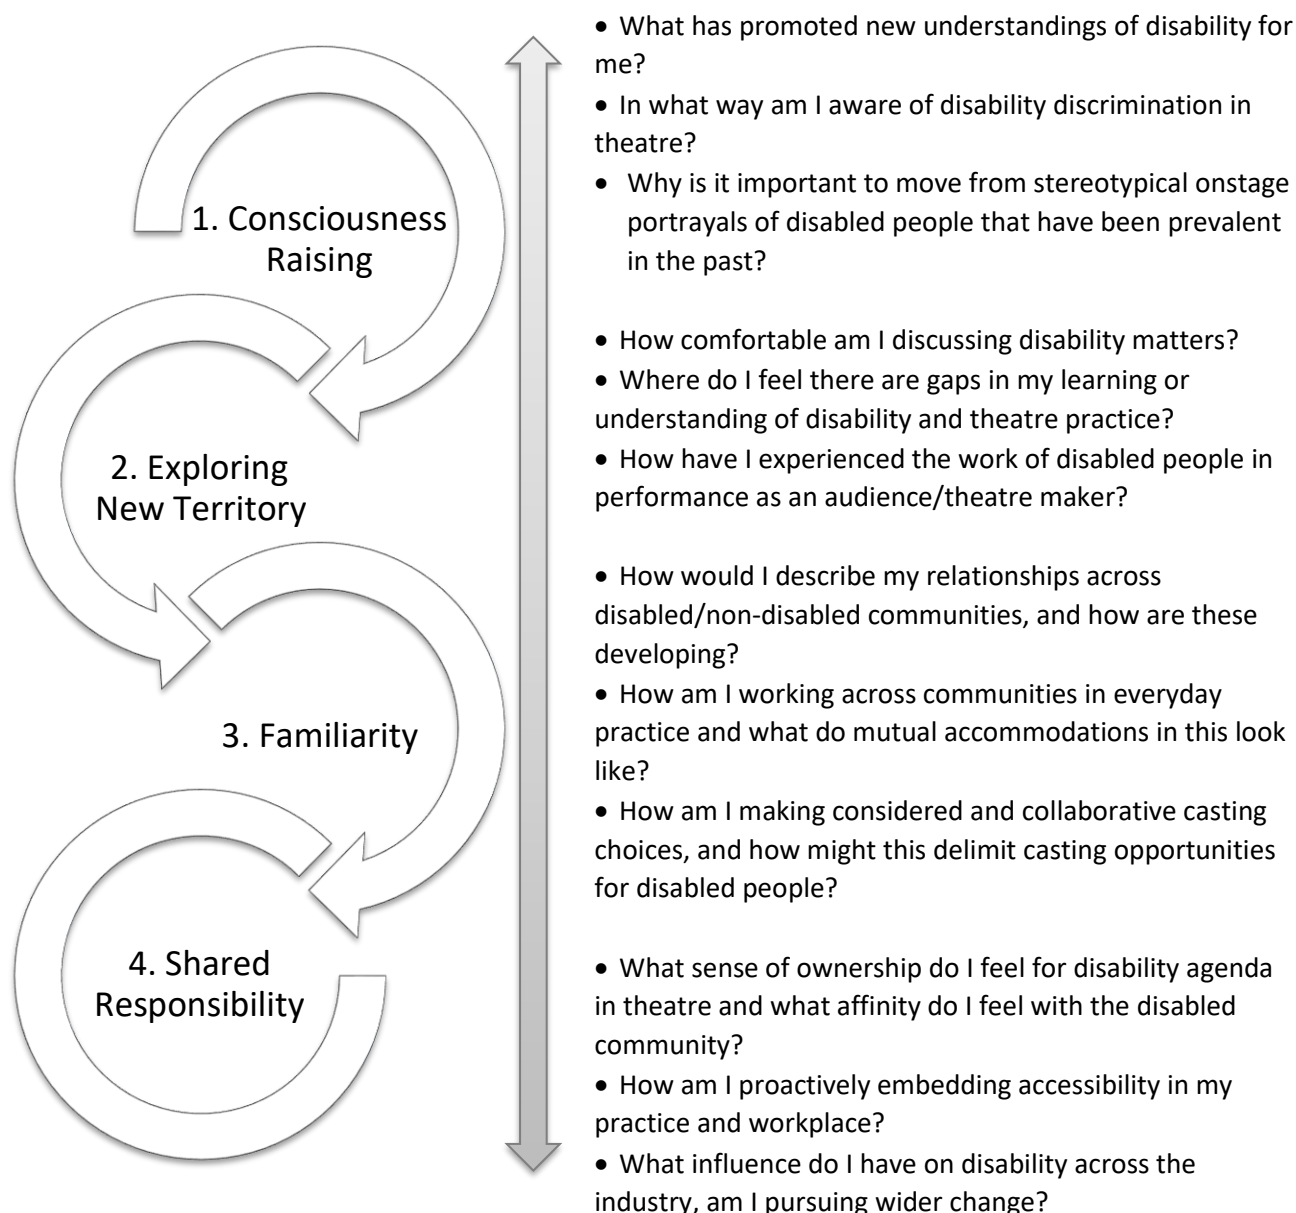 1. Consciousness
Raising
2. Exploring
New Territory
3. Familiarity
4. Shared
Responsibility
• What has promoted new understandings of disability for
me?
• In what way am I aware of disability discrimination in
theatre?
• Why is it important to move from stereotypical onstage
portrayals of disabled people that have been prevalent
in the past?
• How comfortable am I discussing disability matters?
• Where do I feel there are gaps in my learning or
understanding of disability and theatre practice?
• How have I experienced the work of disabled people in
performance as an audience/theatre maker?
• How would I describe my relationships across
disabled/non-disabled communities, and how are these
developing?
• How am I working across communities in everyday
practice and what do mutual accommodations in this look
like?
• How am I making considered and collaborative casting
choices, and how might this delimit casting opportunities
for disabled people?
• What sense of ownership do I feel for disability agenda
in theatre and what affinity do I feel with the disabled
community?
• How am I proactively embedding accessibility in my
practice and workplace?
• What influence do I have on disability across the
industry, am I pursuing wider change?